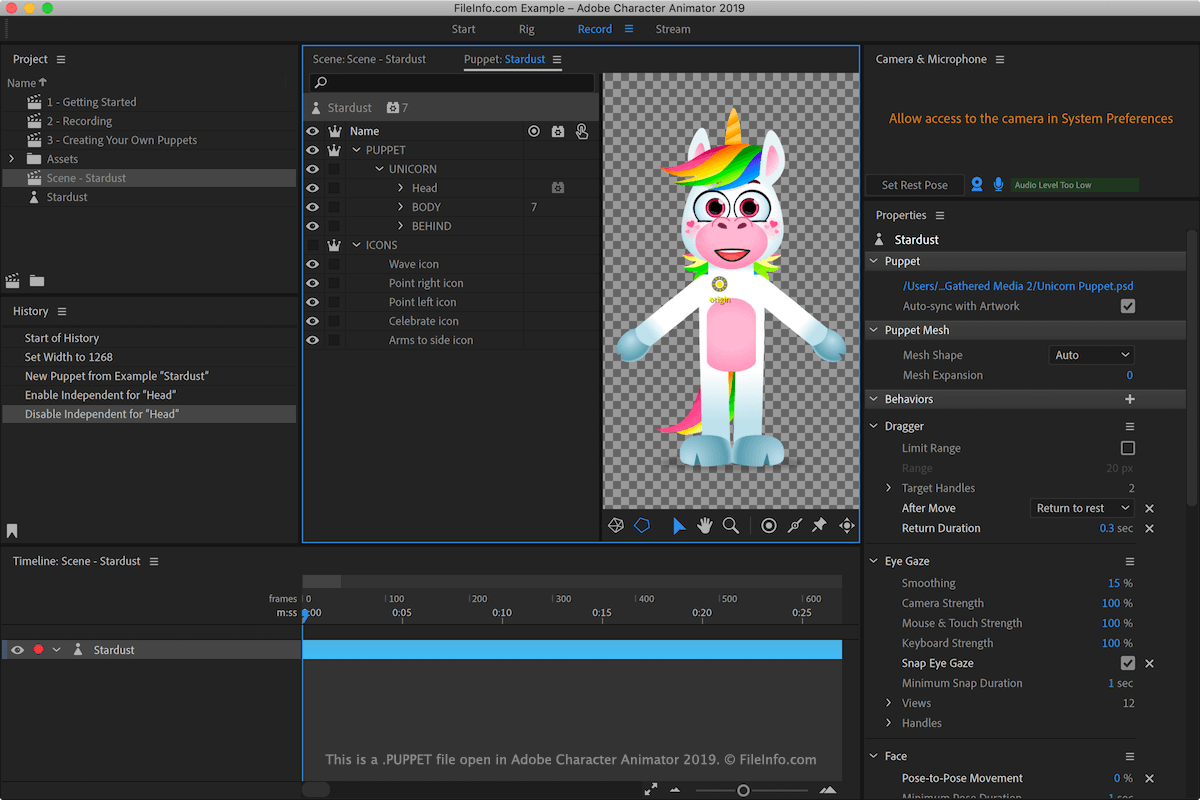 FileInfo.com Example – Adobe Character Animator 2019
Start Rig Record Stream
Project
Name
1 - Getting Started
2 - Recording
3 - Creating Your Own Puppets
Assets
Scene - Stardust
Stardust
History
Start of History
Set Width to 1268
New Puppet from Example “Stardust”
Enable Independent for “Head”
Disable Independent for “Head”
Scene: Scene - Stardust Puppet: Stardust
Stardust 7
Name
PUPPET
UNICORN
Head
BODY 7
BEHIND
ICONS
Wave icon
Point right icon
Point left icon
Celebrate icon
Arms to side icon
origin
Camera & Microphone
Allow access to the camera in System Preferences
Set Rest Pose Audio Level Too Low
Properties
Stardust
Puppet
/Users/...Gathered Media 2/Unicorn Puppet.psd
Auto-sync with Artwork
Puppet Mesh
Mesh Shape Auto
Mesh Expansion 0
Behaviors +
Dragger
Limit Range
Range 20 px
Target Handles 2
After Move Return to rest
Return Duration 0.3 sec
Eye Gaze
Smoothing 15 %
Camera Strength 100 %
Mouse & Touch Strength 100 %
Keyboard Strength 100 %
Snap Eye Gaze
Minimum Snap Duration 1 sec
Views 12
Handles
Face
Pose-to-Pose Movement 0 %
Minimum Pose Duration 1 sec
Timeline: Scene - Stardust
frames 0 100 200 300 400 500 600
m:ss 0:00 0:05 0:10 0:15 0:20 0:25
Stardust
This is a .PUPPET file open in Adobe Character Animator 2019. © FileInfo.com